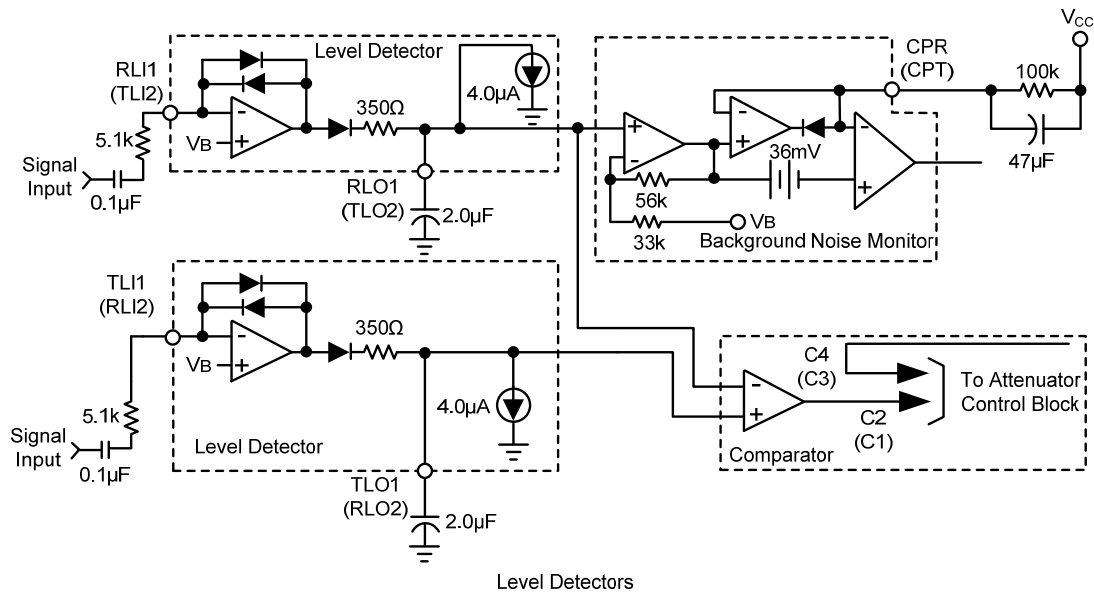 Level Detector
RLI1
(TLI2)
4.0µA
350Ω
5.1k
VB
Signal
Input
0.1µF
RLO1
(TLO2)
2.0µF
CPR
(CPT)
VCC
100k
47µF
36mV
56k
33k
VB
Background Noise Monitor
TLI1
(RLI2)
350Ω
VB
5.1k
4.0µA
Signal
Input
0.1µF
Level Detector
TLO1
(RLO2)
2.0µF
C4
(C3)
To Attenuator
Control Block
C2
(C1)
Comparator
Level Detectors